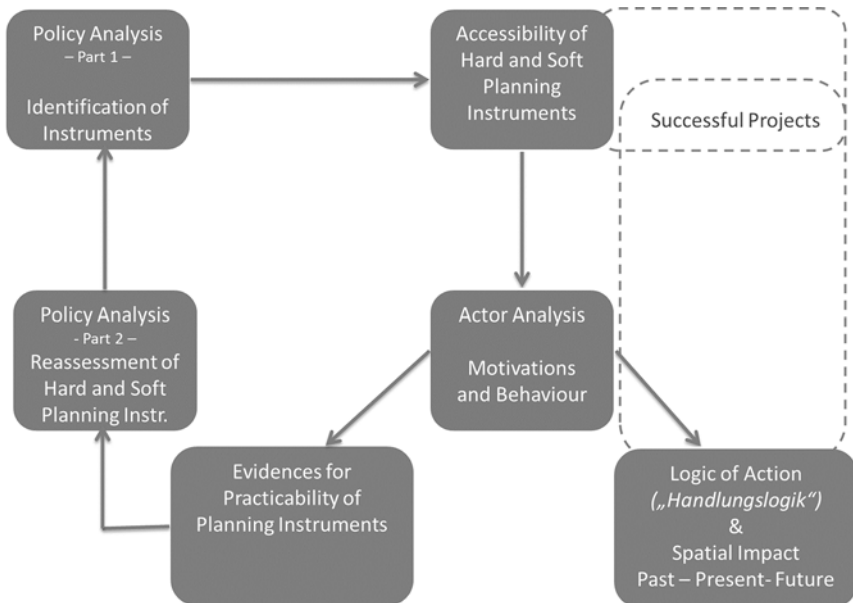 Policy Analysis
– Part 1 –
Identification of
Instruments
Accessibility of
Hard and Soft
Planning
Instruments
Successful Projects
Policy Analysis
- Part 2 –
Reassessment of
Hard and Soft
Planning Instr.
Actor Analysis
Motivations
and Behaviour
Evidences for
Practicability of
Planning Instruments
Logic of Action
(„Handlungslogik“)
&
Spatial Impact
Past – Present- Future